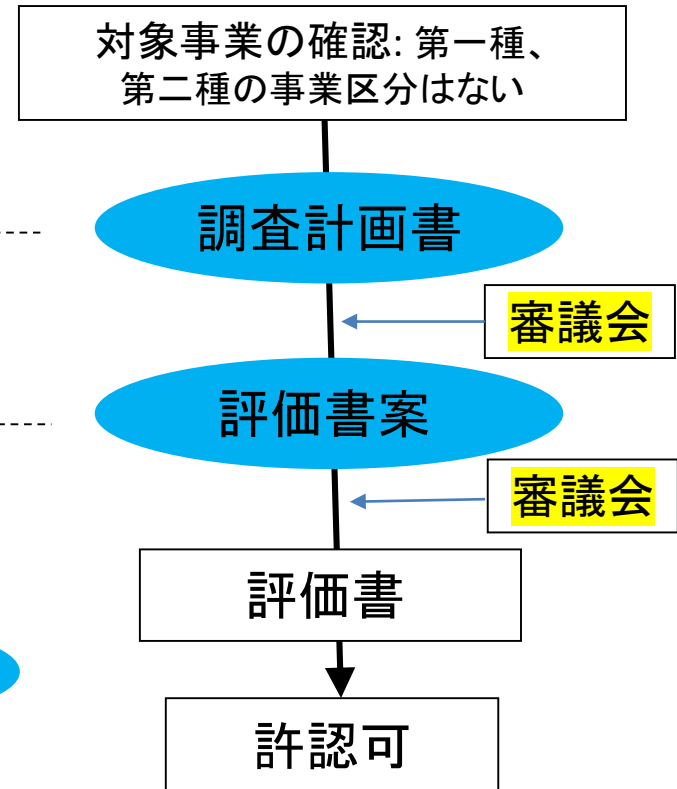 対象事業の確認: 第一種、
第二種の事業区分はない
調査計画書
審議会
評価書案
審議会
評価書
許認可